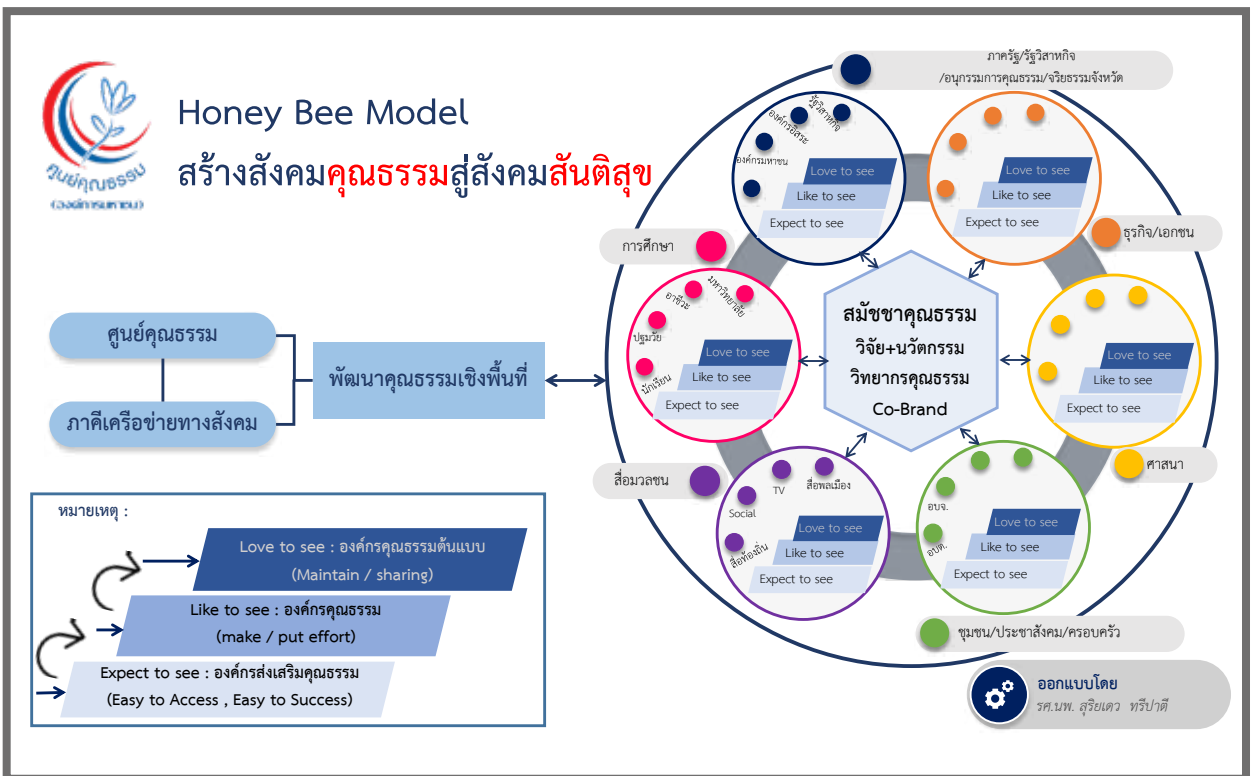 ศูนย์คุณธรรม
(องค์การมหาชน)
Honey Bee Model
สร้างสังคมคุณธรรมสู่สังคมสันติสุข
ภาครัฐ/รัฐวิสาหกิจ
/อนุกรรมการคุณธรรม/จริยธรรมจังหวัด
องค์กรมหาชน
องค์กรอิสระ
รัฐวิสาหกิจ
Love to see
Like to see
Expect to see
Love to see
Like to see
Expect to see
ธุรกิจ/เอกชน
การศึกษา
นักเรียน
ปฐมวัย
อาชีวะ
มหาวิทยาลัย
Love to see
Like to see
Expect to see
สมัชชาคุณธรรม
วิจัย+นวัตกรรม
วิทยากรคุณธรรม
Co-Brand
Love to see
Like to see
Expect to see
ศาสนา
ศูนย์คุณธรรม
ภาคีเครือข่ายทางสังคม
พัฒนาคุณธรรมเชิงพื้นที่
สื่อมวลชน
สื่อท้องถิ่น
Social
TV
สื่อพลเมือง
Love to see
Like to see
Expect to see
อบจ.
อบต.
Love to see
Like to see
Expect to see
ชุมชน/ประชาสังคม/ครอบครัว
หมายเหตุ :
Love to see : องค์กรคุณธรรมต้นแบบ
(Maintain / sharing)
Like to see : องค์กรคุณธรรม
(make / put effort)
Expect to see : องค์กรส่งเสริมคุณธรรม
(Easy to Access , Easy to Success)
ออกแบบโดย
รศ.นพ. สุริยเดว ทรีปาตี